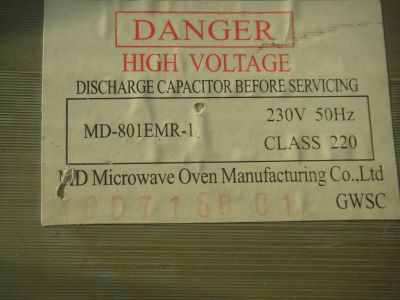 DANGER
HIGH VOLTAGE
DISCHARGE CAPACITOR BEFORE SERVICING
MD-801EMR-1 230V 50Hz
CLASS 220
MD Microwave Oven Manufacturing Co.,Ltd
GWSC